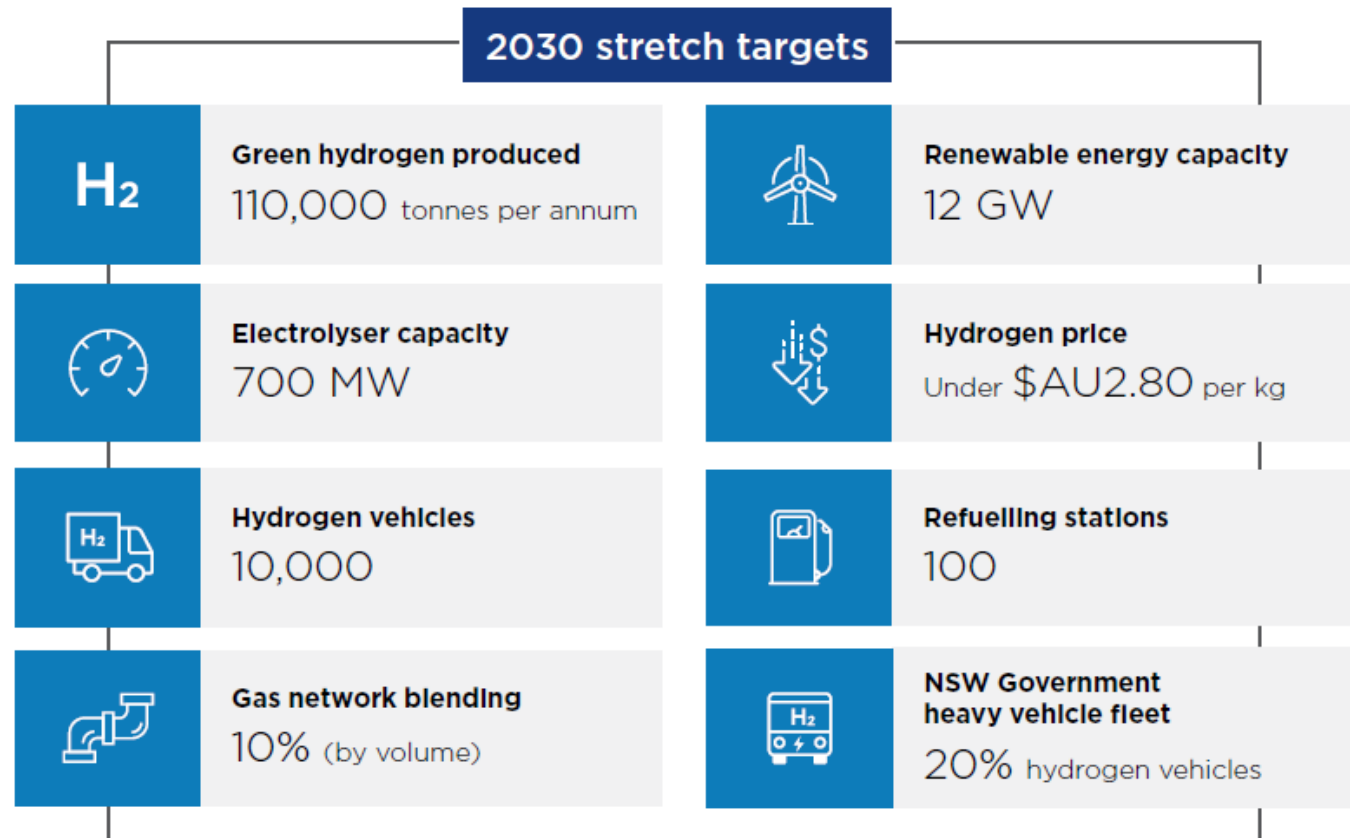 2030 stretch targets
H₂
Green hydrogen produced
110,000 tonnes per annum
Renewable energy capacity
12 GW
Electrolyser capacity
700 MW
$
Hydrogen price
Under $AU2.80 per kg
H₂
Hydrogen vehicles
10,000
Refuelling stations
100
Gas network blending
10% (by volume)
H₂
NSW Government
heavy vehicle fleet
20% hydrogen vehicles